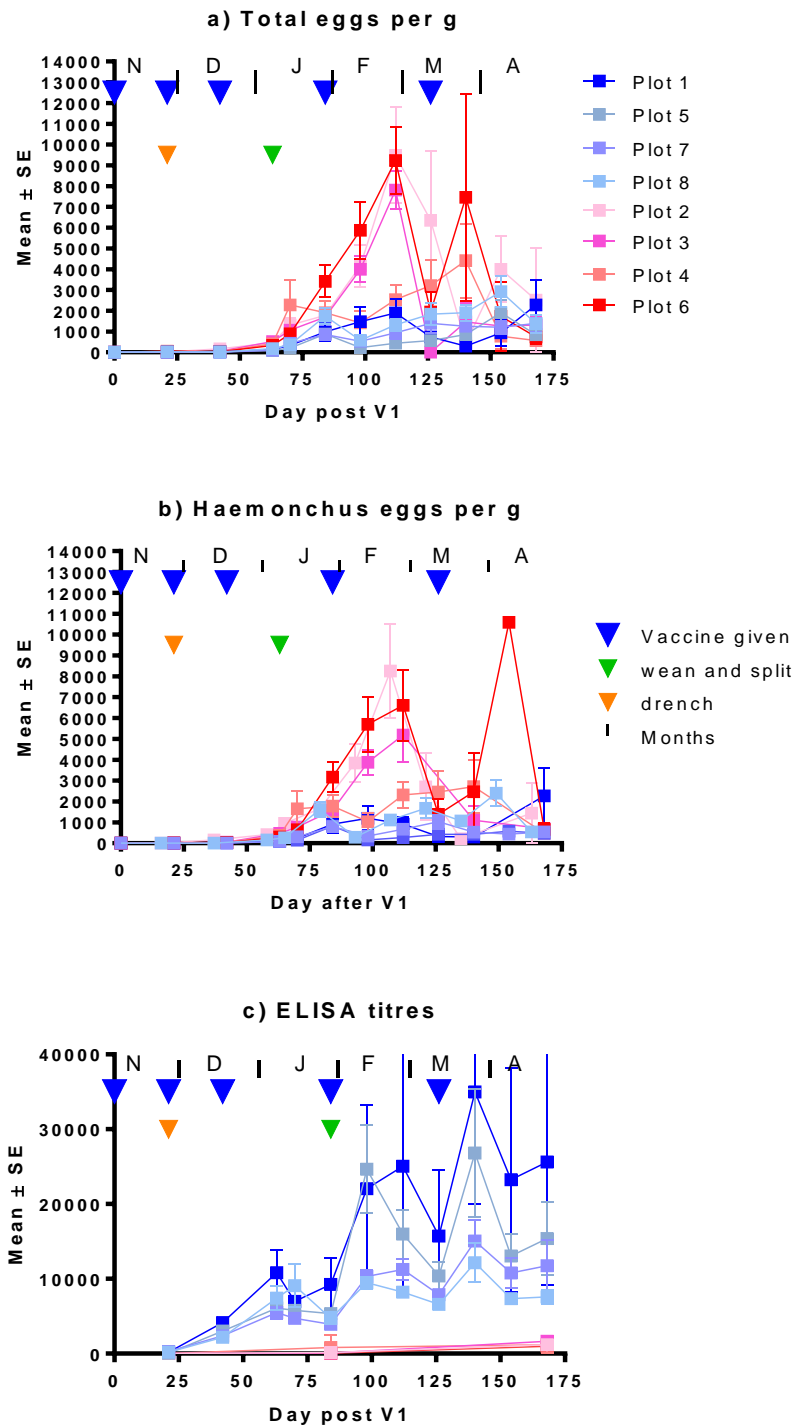 a) Total eggs per g
N D J F M A
14000
13000
12000
11000
10000
9000
8000
7000
6000
5000
4000
3000
2000
1000
0
Mean ± SE
0 25 50 75 100 125 150 175
Day post V1
Plot 1
Plot 5
Plot 7
Plot 8
Plot 2
Plot 3
Plot 4
Plot 6
b) Haemonchus eggs per g
N D J F M A
14000
13000
12000
11000
10000
9000
8000
7000
6000
5000
4000
3000
2000
1000
0
Mean ± SE
0 25 50 75 100 125 150 175
Day after V1
Vaccine given
wean and split
drench
Months
c) ELISA titres
N D J F M A
40000
30000
20000
10000
0
Mean ± SE
0 25 50 75 100 125 150 175
Day post V1